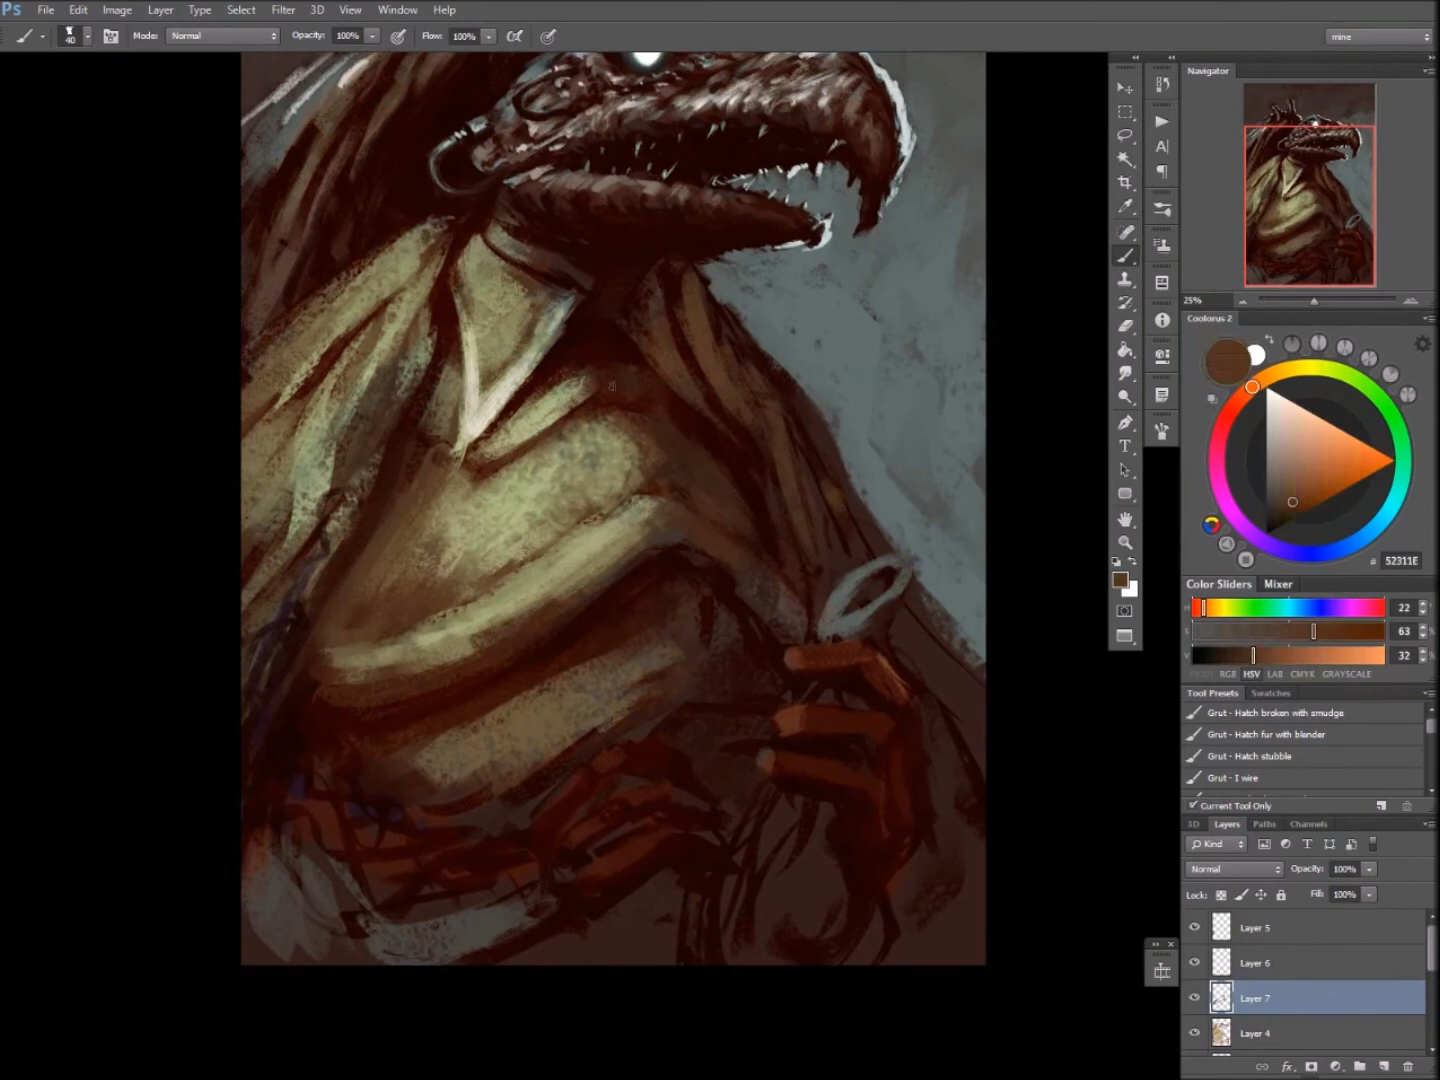 Ps File Edit Image Layer Type Select Filter 3D View Window Help
40 Mode: Normal Opacity: 100% Flow: 100% mine
Navigator
25%
Coolorus 2
# 52311E
Color Sliders Mixer
H 22
S 63 %
V 32 %
RGB HSV LAB CMYK GRAYSCALE
Tool Presets Swatches
Grut - Hatch broken with smudge
Grut - Hatch fur with blender
Grut - Hatch stubble
Grut - I wire
Current Tool Only
3D Layers Paths Channels
Kind
Normal Opacity: 100%
Lock: Fill: 100%
Layer 5
Layer 6
Layer 7
Layer 4